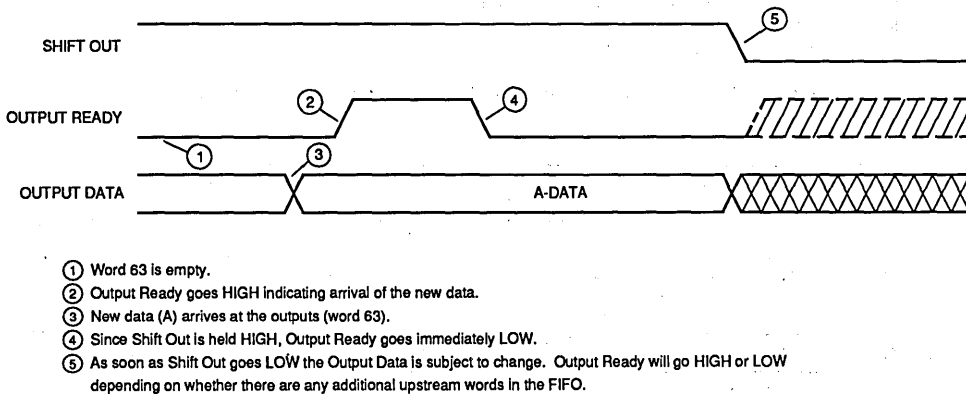 ⑤
SHIFT OUT
② ④
OUTPUT READY
① ③
OUTPUT DATA A-DATA
① Word 63 is empty.
② Output Ready goes HIGH indicating arrival of the new data.
③ New data (A) arrives at the outputs (word 63).
④ Since Shift Out is held HIGH, Output Ready goes immediately LOW.
⑤ As soon as Shift Out goes LOW the Output Data is subject to change. Output Ready will go HIGH or LOW
depending on whether there are any additional upstream words in the FIFO.